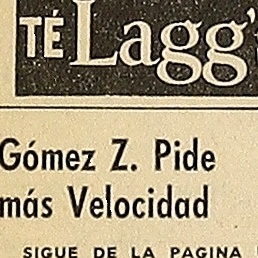 TÉ Lagg's
Gómez Z. Pide
más Velocidad
SIGUE DE LA PAGINA